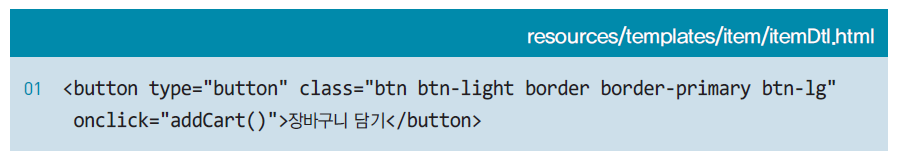 resources/templates/item/itemDtl.html
01 <button type="button" class="btn btn-light border border-primary btn-lg"
onclick="addCart()">장바구니 담기</button>